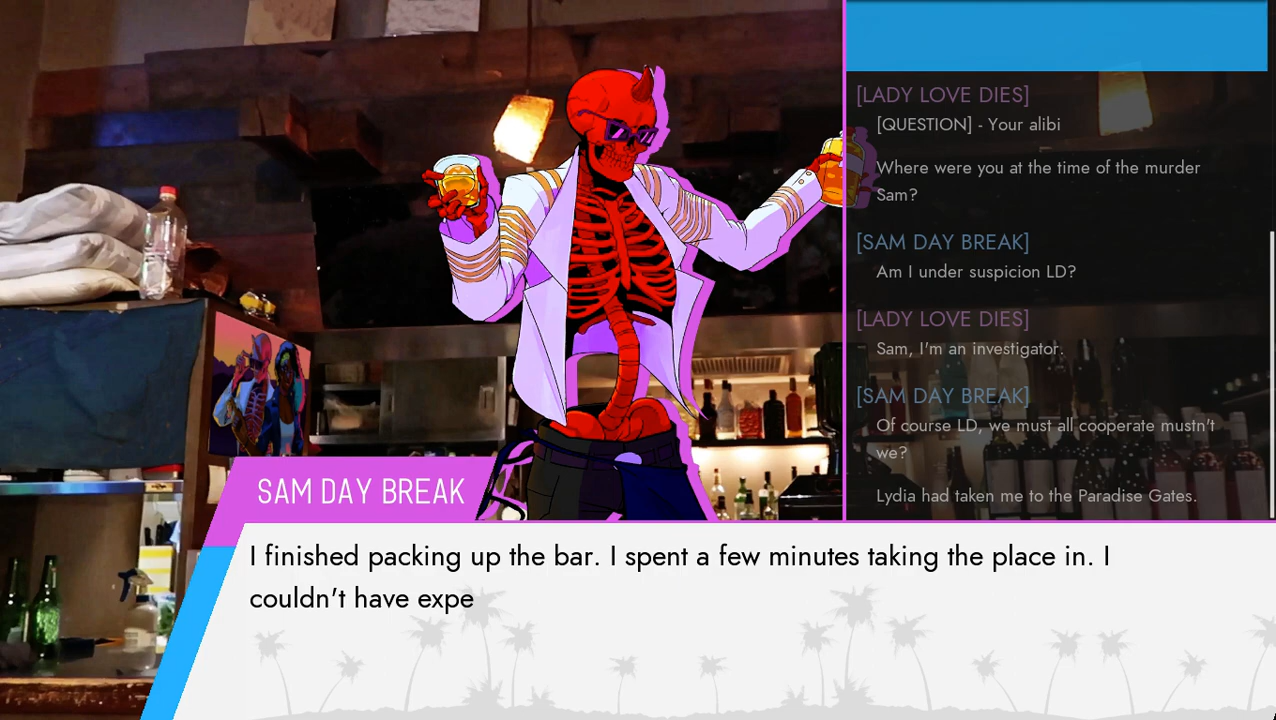 [LADY LOVE DIES]
[QUESTION] - Your alibi
Where were you at the time of the murder
Sam?
[SAM DAY BREAK]
Am I under suspicion LD?
[LADY LOVE DIES]
Sam, I'm an investigator.
[SAM DAY BREAK]
Of course LD, we must all cooperate mustn't
we?
Lydia had taken me to the Paradise Gates.
SAM DAY BREAK
I finished packing up the bar. I spent a few minutes taking the place in. I
couldn't have expe